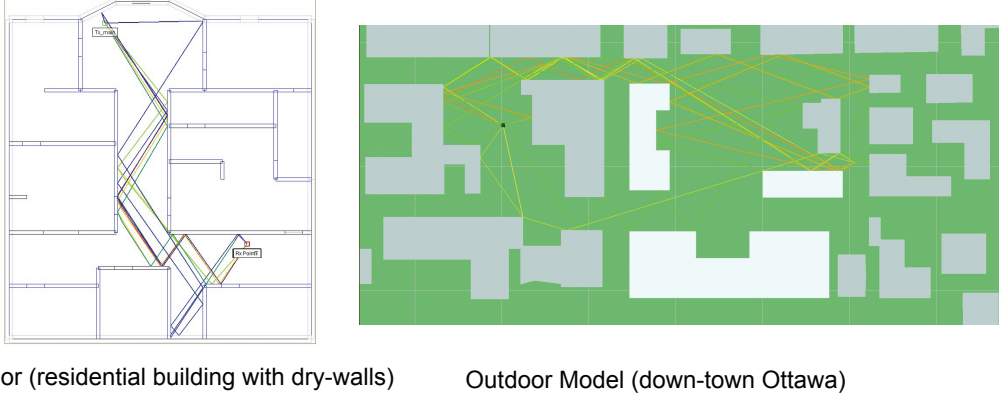 Tx_main
Rx Point
or (residential building with dry-walls)
Outdoor Model (down-town Ottawa)